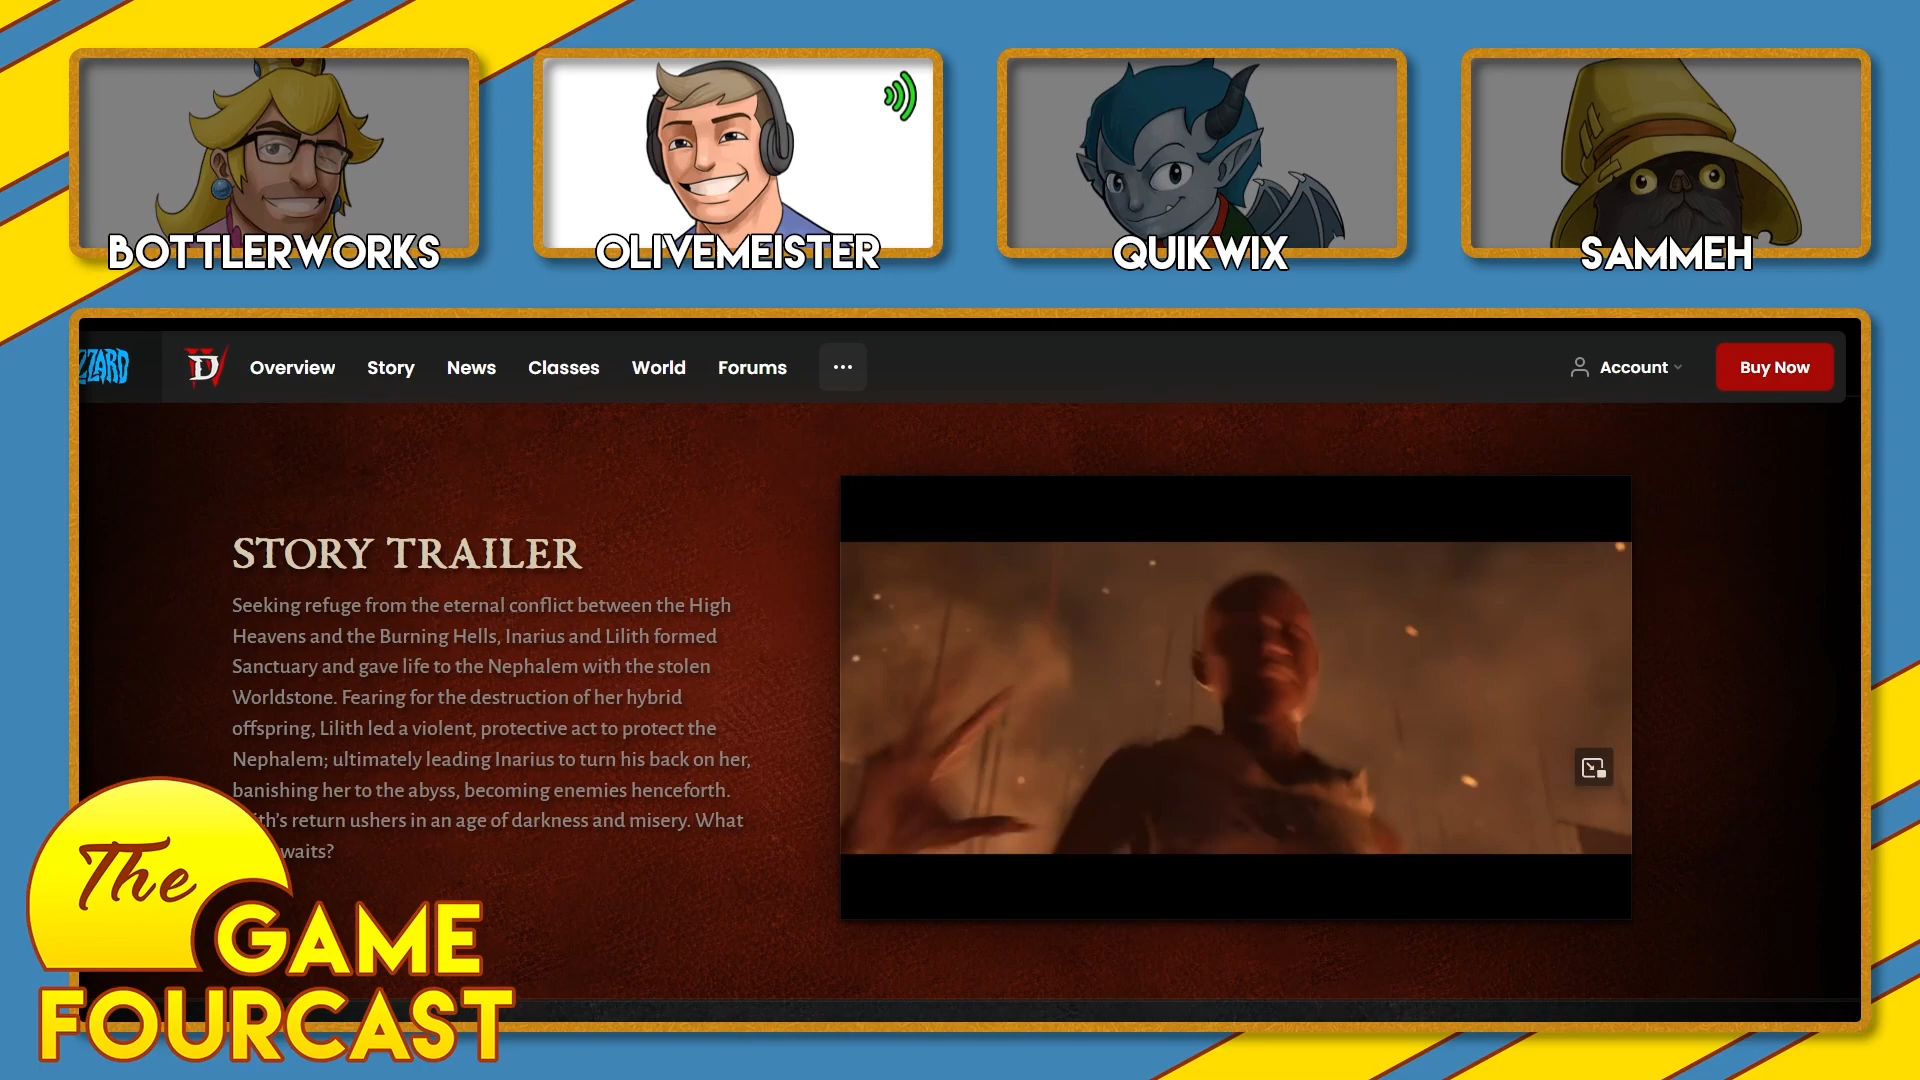 BOTTLERWORKS
OLIVEMEISTER
QUIKWIX
SAMMEH
ZZARD
D IV
Overview
Story
News
Classes
World
Forums
Account
Buy Now
STORY TRAILER
Seeking refuge from the eternal conflict between the High
Heavens and the Burning Hells, Inarius and Lilith formed
Sanctuary and gave life to the Nephalem with the stolen
Worldstone. Fearing for the destruction of her hybrid
offspring, Lilith led a violent, protective act to protect the
Nephalem; ultimately leading Inarius to turn his back on her,
banishing her to the abyss, becoming enemies henceforth.
ith’s return ushers in an age of darkness and misery. What
waits?
The
GAME
FOURCAST